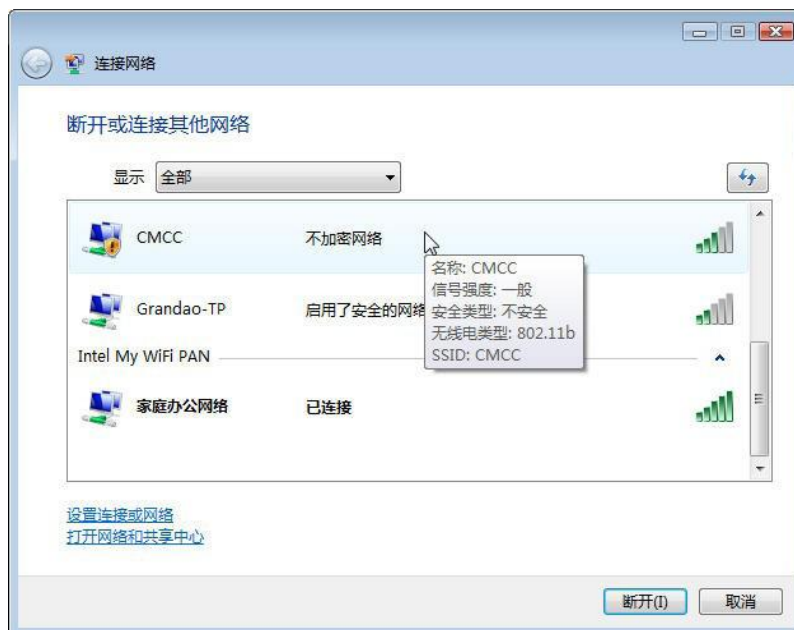 连接网络
断开或连接其他网络
显示 全部
CMCC 不加密网络
名称: CMCC
信号强度: 一般
安全类型: 不安全
无线电类型: 802.11b
SSID: CMCC
Grandao-TP 启用了安全的网络
Intel My WiFi PAN
家庭办公网络 已连接
设置连接或网络
打开网络和共享中心
断开(I) 取消